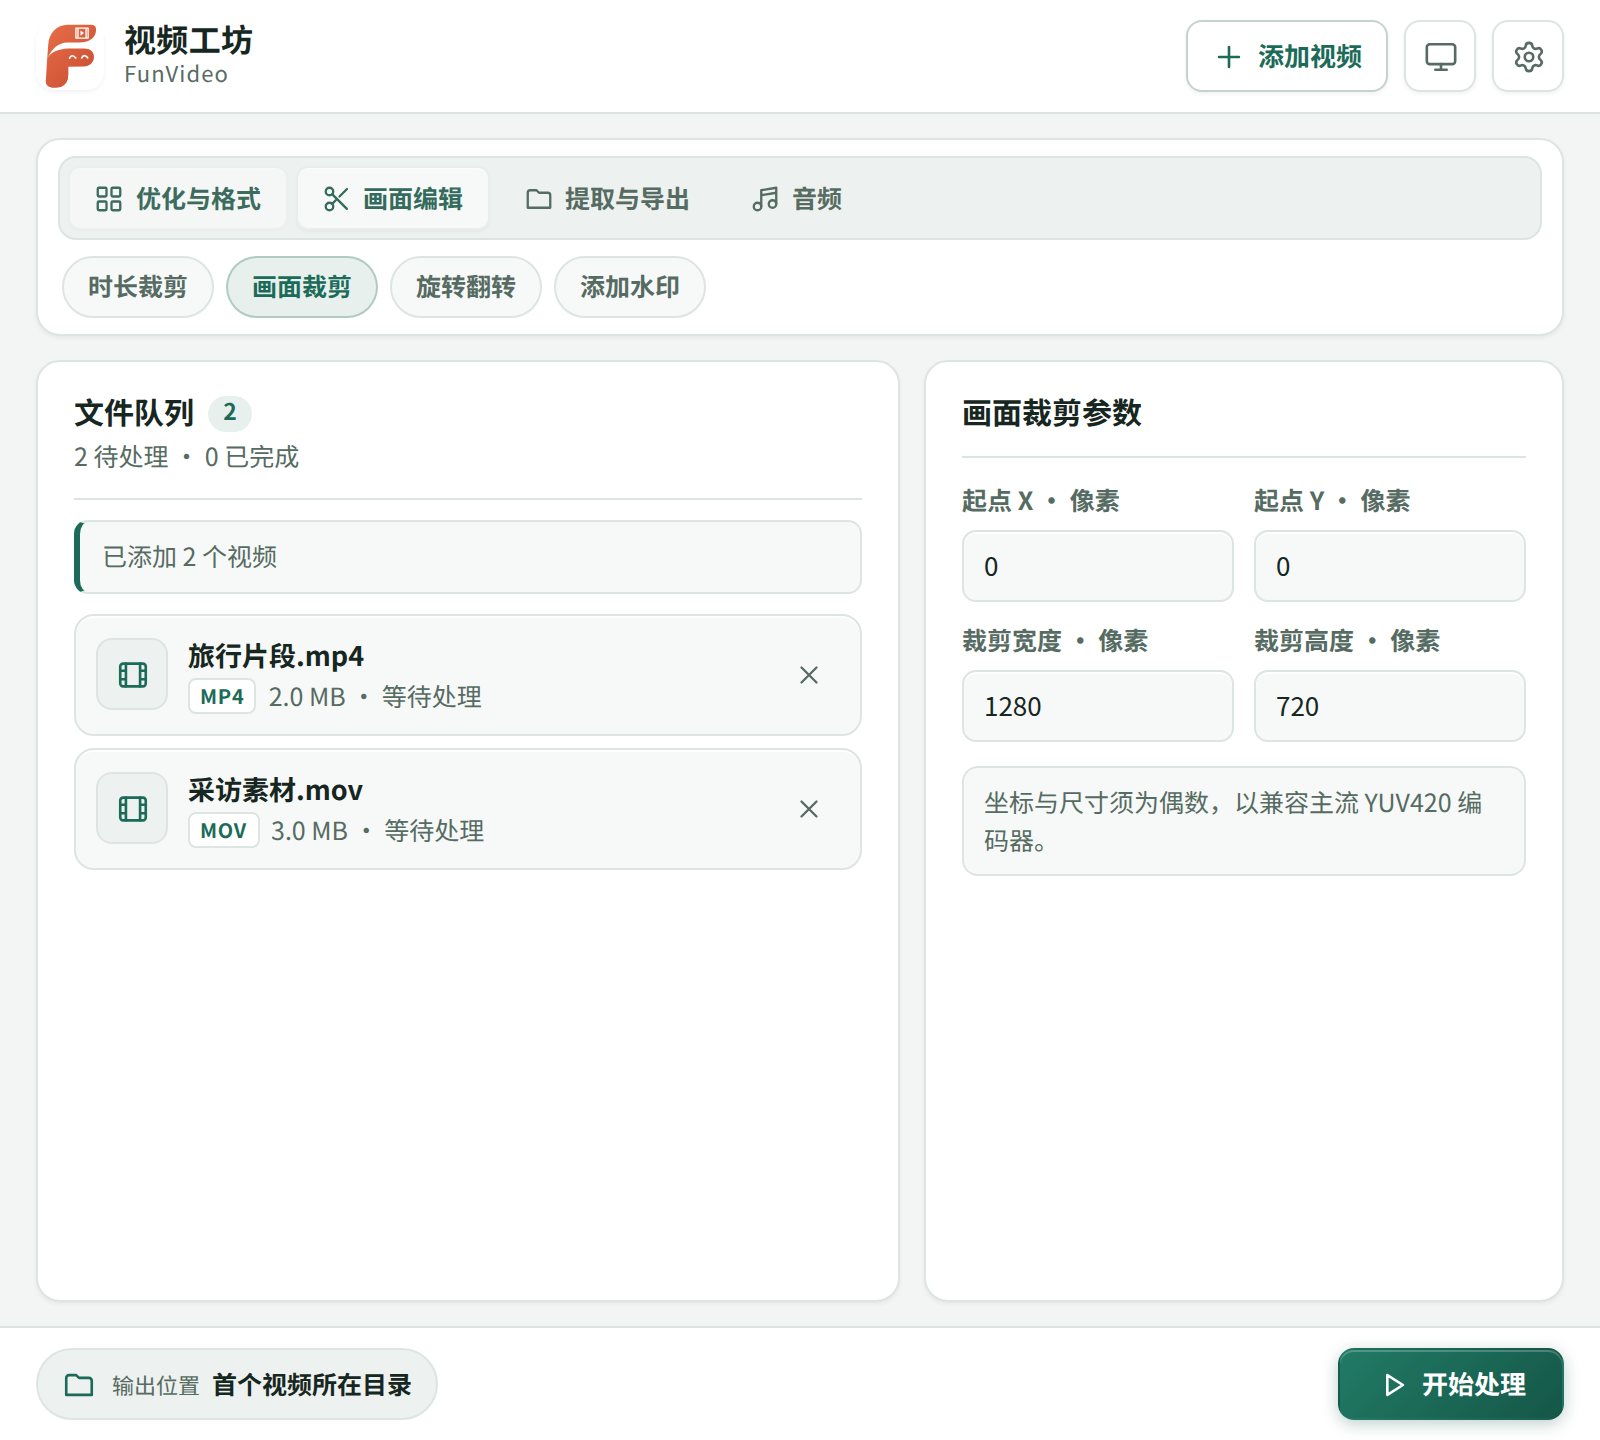 视频工坊
FunVideo
添加视频
优化与格式
画面编辑
提取与导出
音频
时长裁剪
画面裁剪
旋转翻转
添加水印
文件队列 2
2 待处理 • 0 已完成
已添加 2 个视频
旅行片段.mp4
MP4 2.0 MB • 等待处理
采访素材.mov
MOV 3.0 MB • 等待处理
画面裁剪参数
起点 X • 像素
起点 Y • 像素
0
0
裁剪宽度 • 像素
裁剪高度 • 像素
1280
720
坐标与尺寸须为偶数，以兼容主流 YUV420 编
码器。
输出位置 首个视频所在目录
开始处理